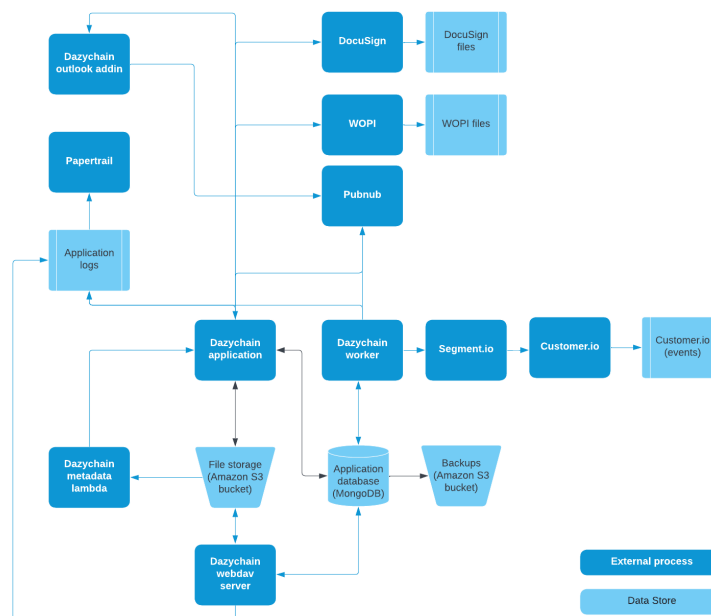 DocuSign
DocuSign
files
Dazychain
outlook addin
WOPI
WOPI files
Papertrail
Pubnub
Application
logs
Dazychain
application
Dazychain
worker
Segment.io
Customer.io
Customer.io
(events)
Dazychain
metadata
lambda
File storage
(Amazon S3
bucket)
Application
database
(MongoDB)
Backups
(Amazon S3
bucket)
Dazychain
webdav
server
External process
Data Store